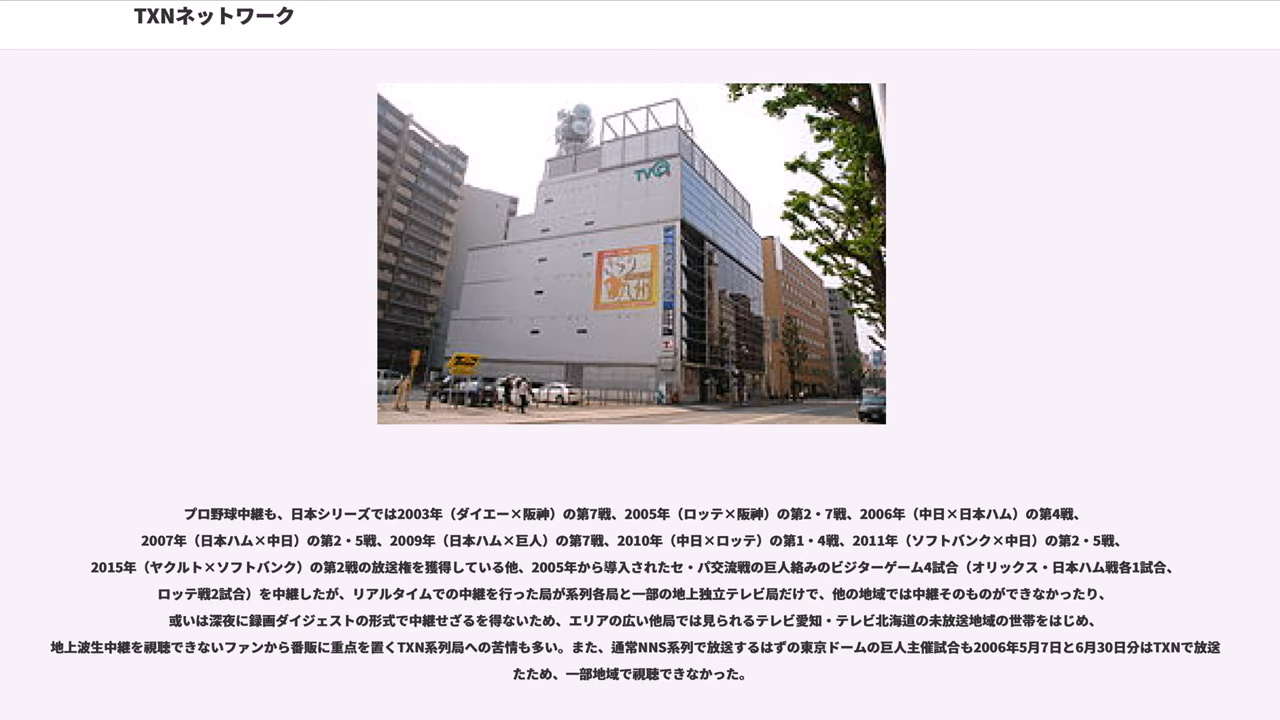 TXNネットワーク
TVQ
プロ野球中継も、日本シリーズでは2003年（ダイエー×阪神）の第7戦、2005年（ロッテ×阪神）の第2・7戦、2006年（中日×日本ハム）の第4戦、
2007年（日本ハム×中日）の第2・5戦、2009年（日本ハム×巨人）の第7戦、2010年（中日×ロッテ）の第1・4戦、2011年（ソフトバンク×中日）の第2・5戦、
2015年（ヤクルト×ソフトバンク）の第2戦の放送権を獲得している他、2005年から導入されたセ・パ交流戦の巨人絡みのビジターゲーム4試合（オリックス・日本ハム戦各1試合、
ロッテ戦2試合）を中継したが、リアルタイムでの中継を行った局が系列各局と一部の地上独立テレビ局だけで、他の地域では中継そのものができなかったり、
或いは深夜に録画ダイジェストの形式で中継せざるを得ないため、エリアの広い他局では見られるテレビ愛知・テレビ北海道の未放送地域の世帯をはじめ、
地上波生中継を視聴できないファンから番販に重点を置くTXN系列局への苦情も多い。また、通常NNS系列で放送するはずの東京ドームの巨人主催試合も2006年5月7日と6月30日分はTXNで放送
たため、一部地域で視聴できなかった。